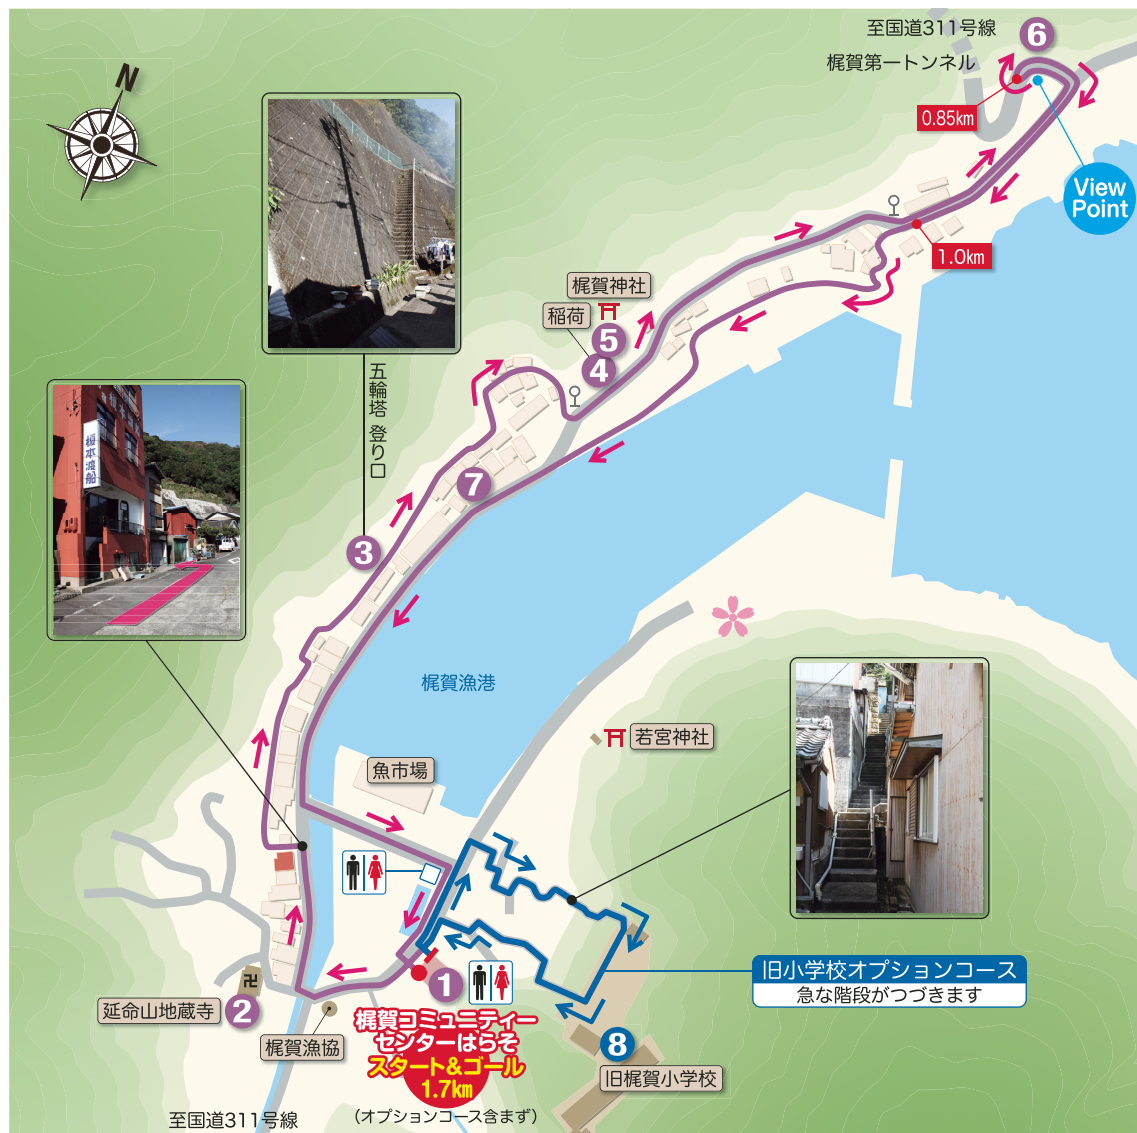 至国道311号線
6
梶賀第一トンネル
N
0.85km
View
Point
1.0km
梶賀神社
稲荷
5
4
五輪塔 登り口
榎本渡船
7
3
梶賀漁港
若宮神社
魚市場
旧小学校オプションコース
急な階段がつづきます
卍
1
延命山地蔵寺
2
梶賀漁協
梶賀コミュニティー
センターはらそ
スタート&ゴール
1.7km
(オプションコース含まず)
8
旧梶賀小学校
至国道311号線